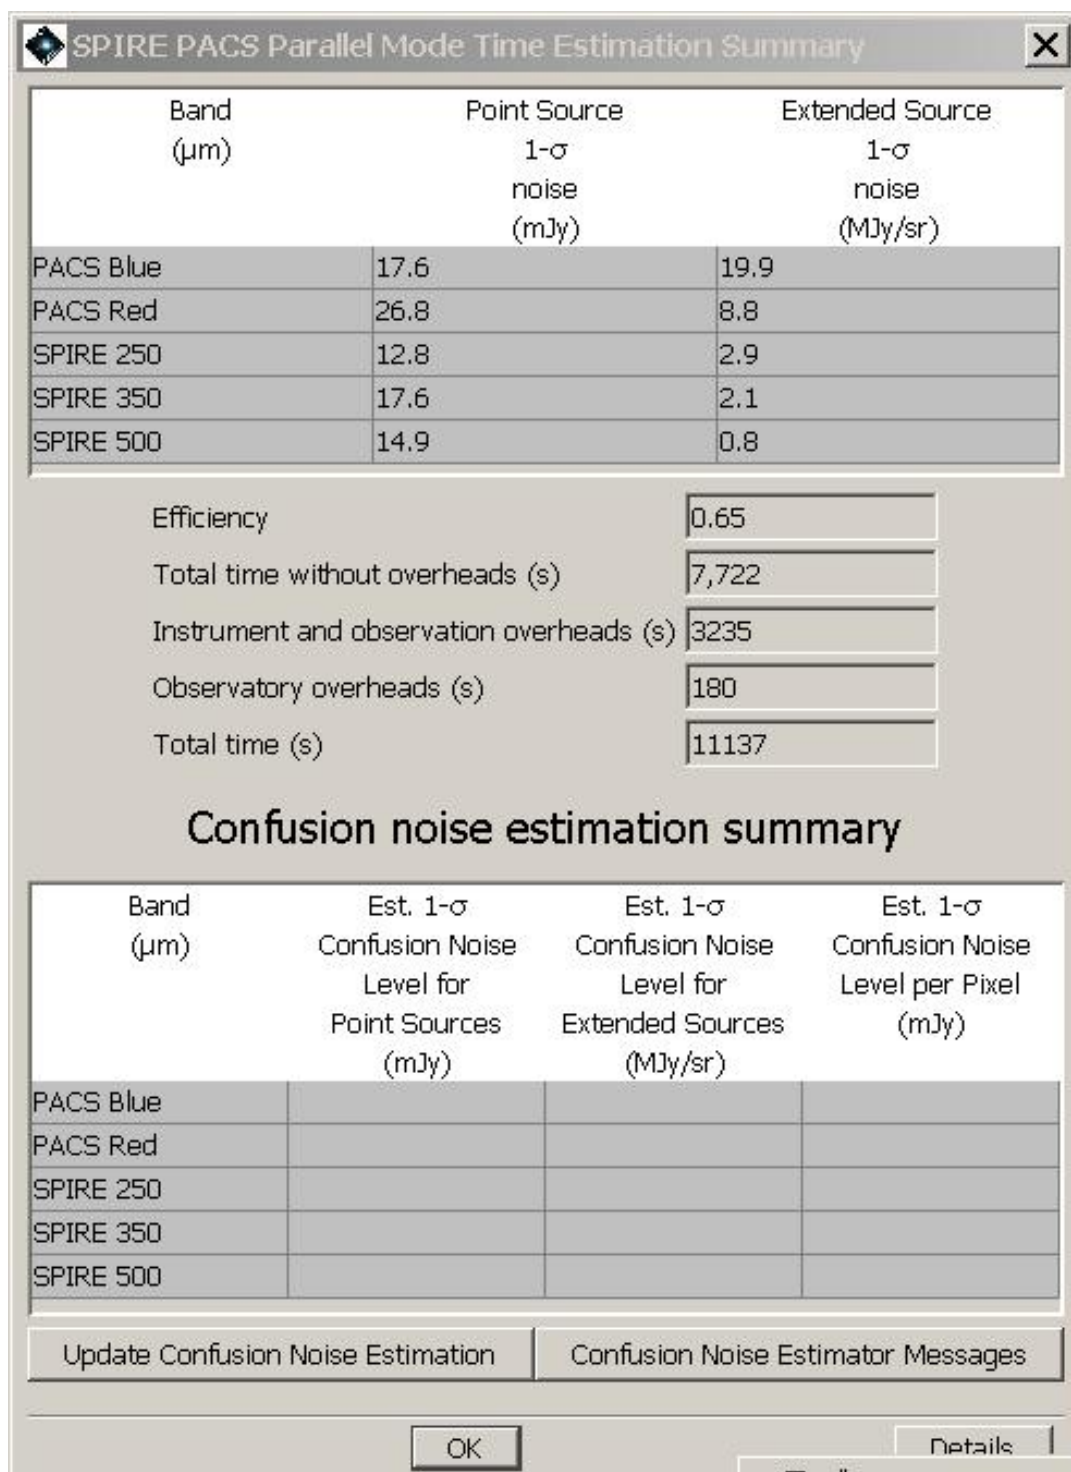 SPIRE PACS Parallel Mode Time Estimation Summary
Band Point Source Extended Source
(µm) 1-σ 1-σ
noise noise
(mJy) (MJy/sr)
PACS Blue 17.6 19.9
PACS Red 26.8 8.8
SPIRE 250 12.8 2.9
SPIRE 350 17.6 2.1
SPIRE 500 14.9 0.8
Efficiency 0.65
Total time without overheads (s) 7,722
Instrument and observation overheads (s) 3235
Observatory overheads (s) 180
Total time (s) 11137
Confusion noise estimation summary
Band Est. 1-σ Est. 1-σ Est. 1-σ
(µm) Confusion Noise Confusion Noise Confusion Noise
Level for Level for Level per Pixel
Point Sources Extended Sources (mJy)
(mJy) (MJy/sr)
PACS Blue
PACS Red
SPIRE 250
SPIRE 350
SPIRE 500
Update Confusion Noise Estimation Confusion Noise Estimator Messages
OK Details